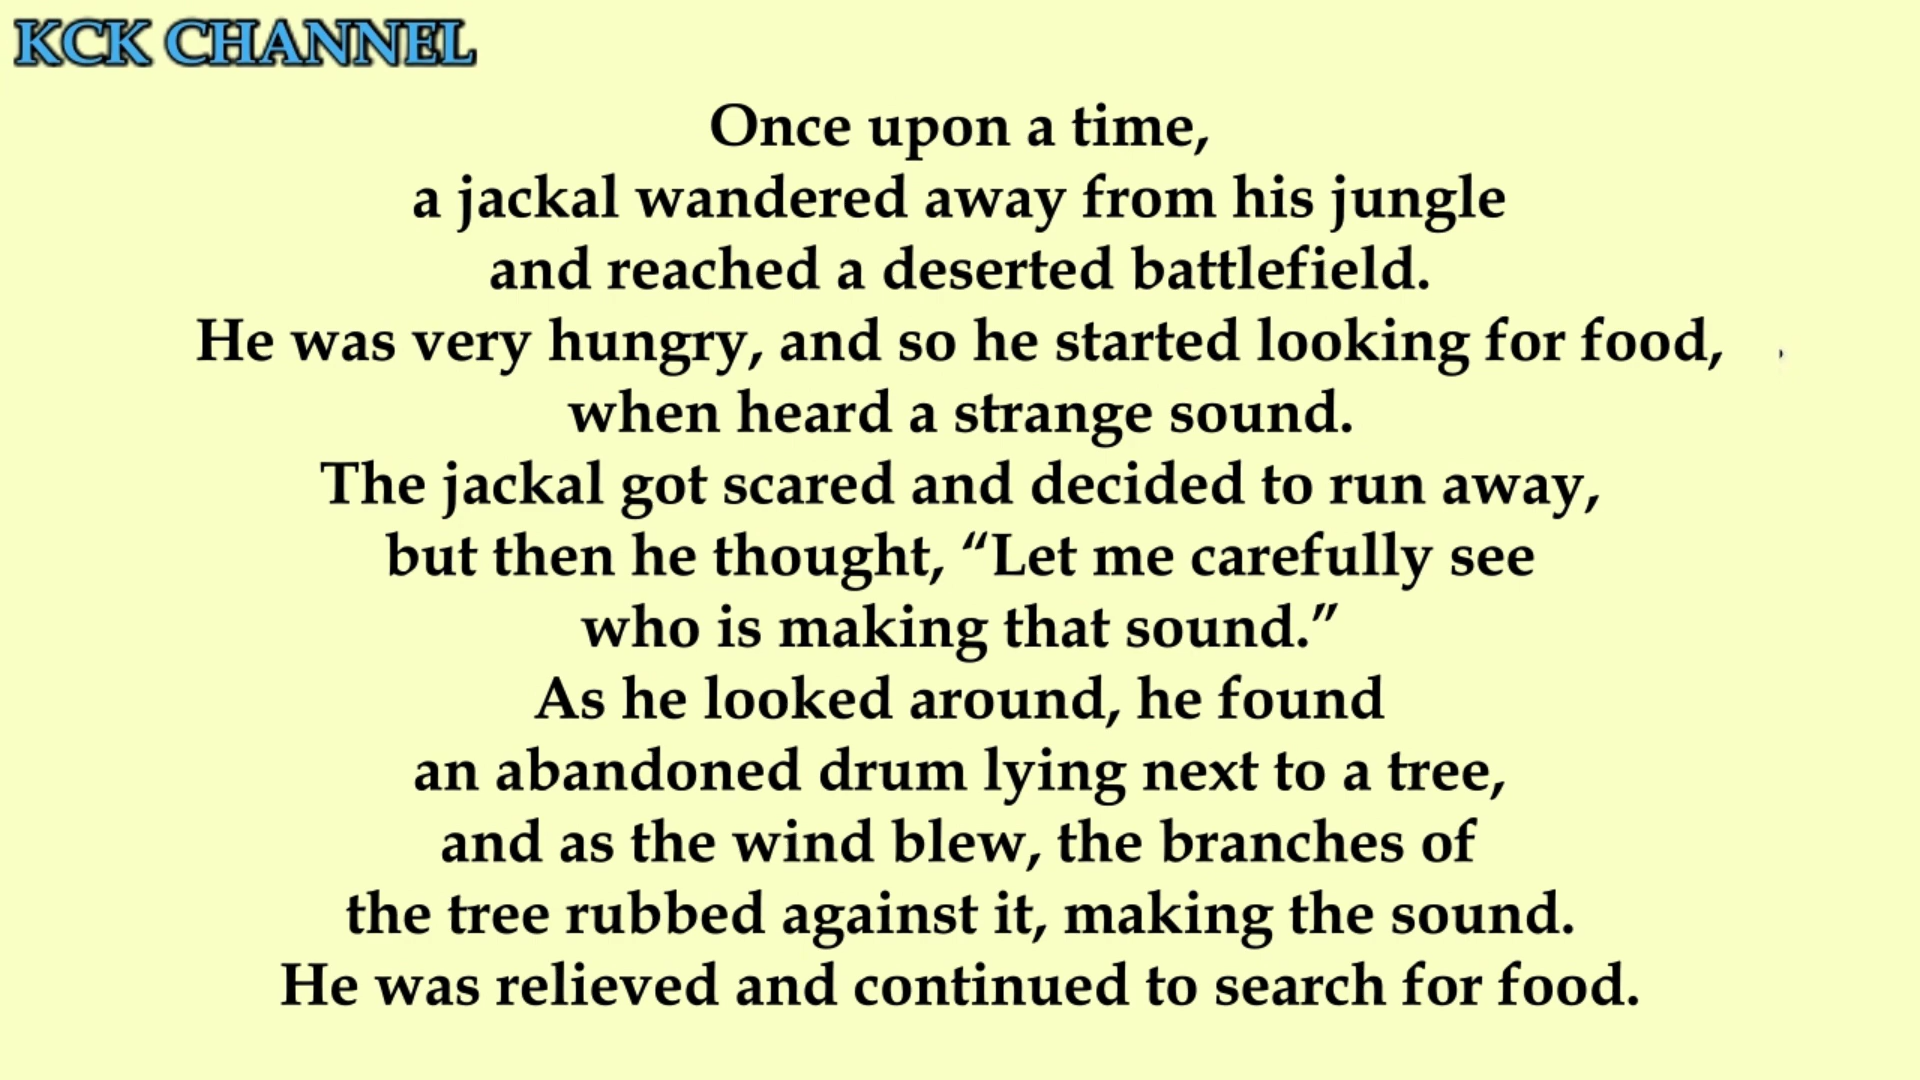 KCK CHANNEL
Once upon a time,
a jackal wandered away from his jungle
and reached a deserted battlefield.
He was very hungry, and so he started looking for food,
when heard a strange sound.
The jackal got scared and decided to run away,
but then he thought, “Let me carefully see
who is making that sound.”
As he looked around, he found
an abandoned drum lying next to a tree,
and as the wind blew, the branches of
the tree rubbed against it, making the sound.
He was relieved and continued to search for food.